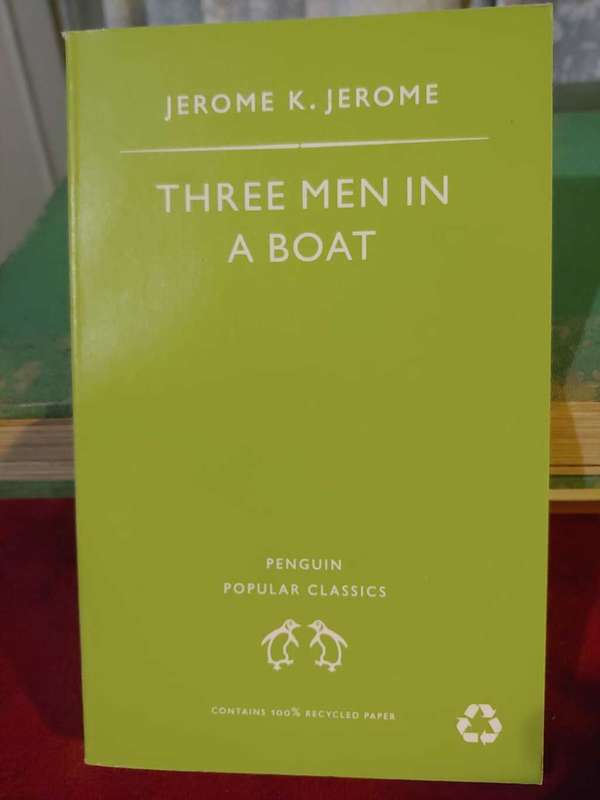 JEROME K. JEROME
THREE MEN IN
A BOAT
PENGUIN
POPULAR CLASSICS
CONTAINS 100% RECYCLED PAPER